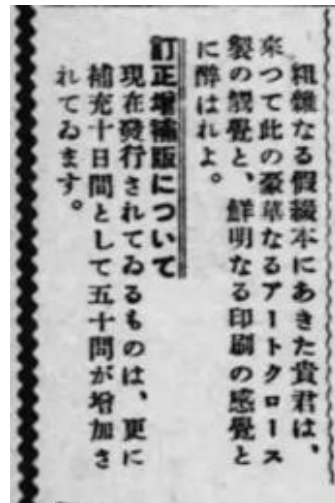 粗雜なる假綴本にあきた貴君は、
來つて此の豪華なるアートクロース
製の觸覺と、鮮明なる印刷の感覺と
に醉はれよ。
訂正增補版について
現在發行されてゐるものは、更に
補充十日間として五十問が增加さ
れてゐます。